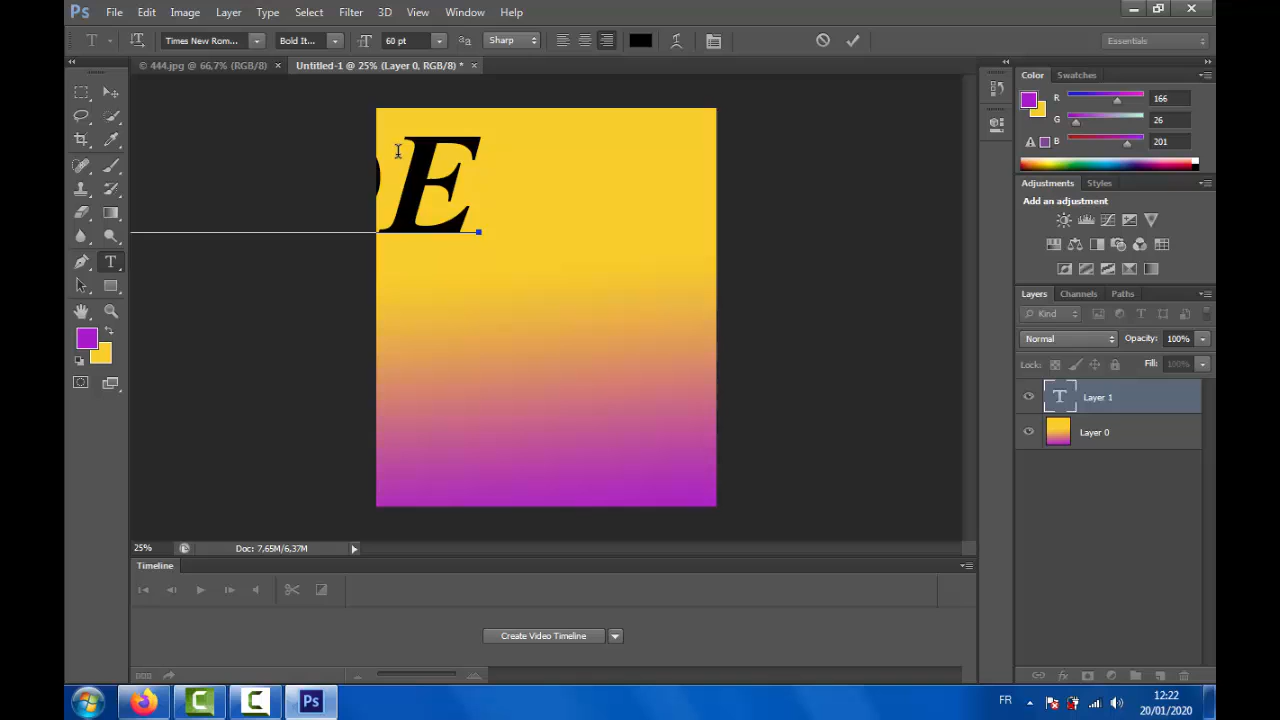 Ps File Edit Image Layer Type Select Filter 3D View Window Help
T Times New Rom... Bold It... 60 pt aa Sharp Essentials
© 444.jpg @ 66,7% (RGB/8) × Untitled-1 @ 25% (Layer 0, RGB/8) * ×
Color Swatches
R 166
G 26
B 201
Adjustments Styles
Add an adjustment
E
T
Layers Channels Paths
Kind
Normal Opacity: 100%
Lock: Fill: 100%
T Layer 1
Layer 0
25% Doc: 7,65M/6,37M
Timeline
Create Video Timeline
Ps FR 12:22
20/01/2020